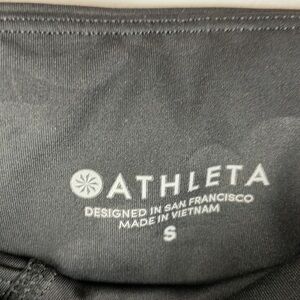 ATHLETA
DESIGNED IN SAN FRANCISCO
MADE IN VIETNAM
S